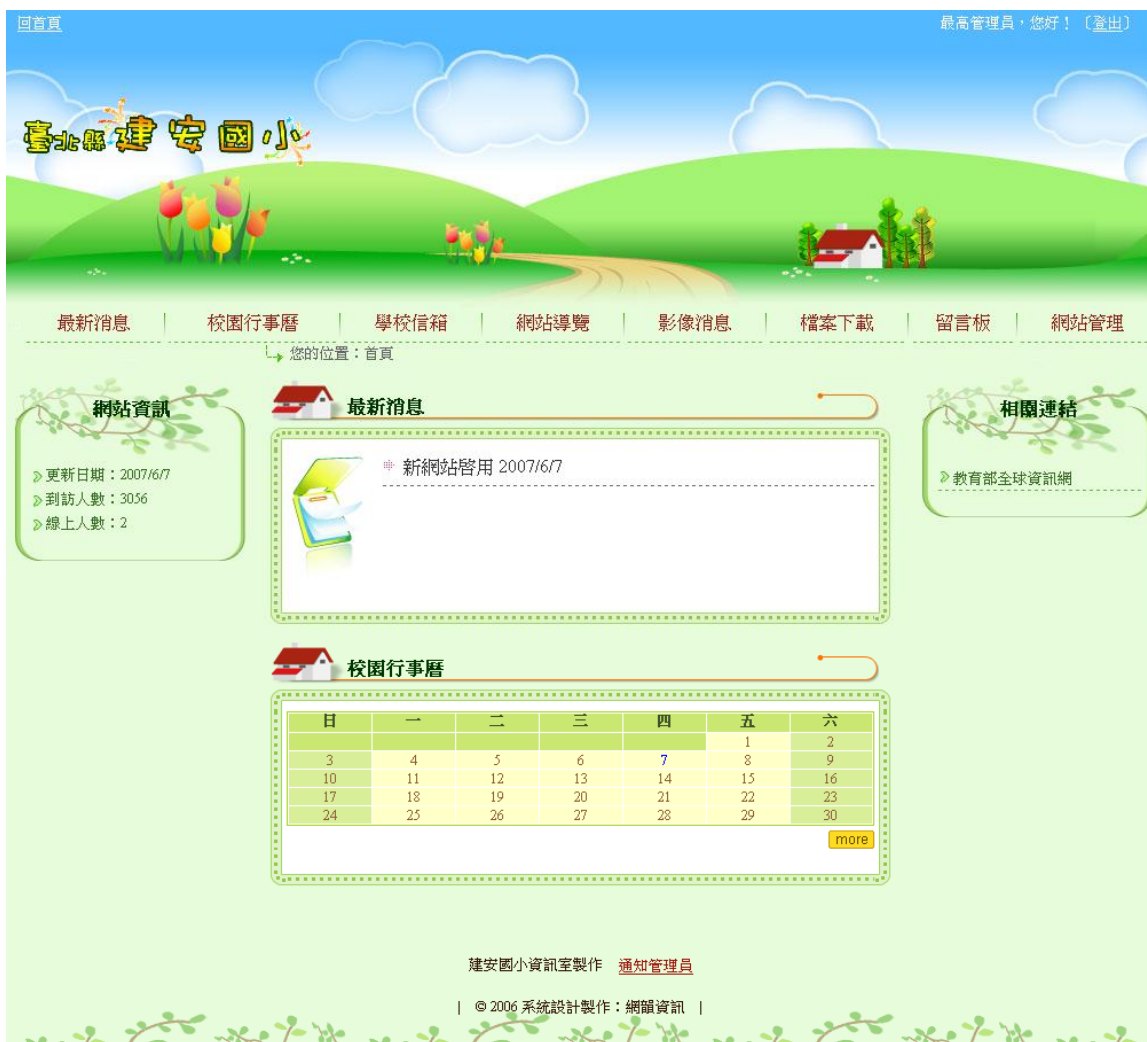 回首頁
最高管理員，您好！〔登出〕
臺北縣建安國小
最新消息 | 校園行事曆 | 學校信箱 | 網站導覽 | 影像消息 | 檔案下載 | 留言板 | 網站管理
您的位置：首頁
網站資訊
更新日期：2007/6/7
到訪人數：3056
線上人數：2
最新消息
新網站啓用 2007/6/7
校園行事曆
日 一 二 三 四 五 六
1 2
3 4 5 6 7 8 9
10 11 12 13 14 15 16
17 18 19 20 21 22 23
24 25 26 27 28 29 30
more
相關連結
教育部全球資訊網
建安國小資訊室製作 通知管理員
| © 2006 系統設計製作：網韻資訊 |